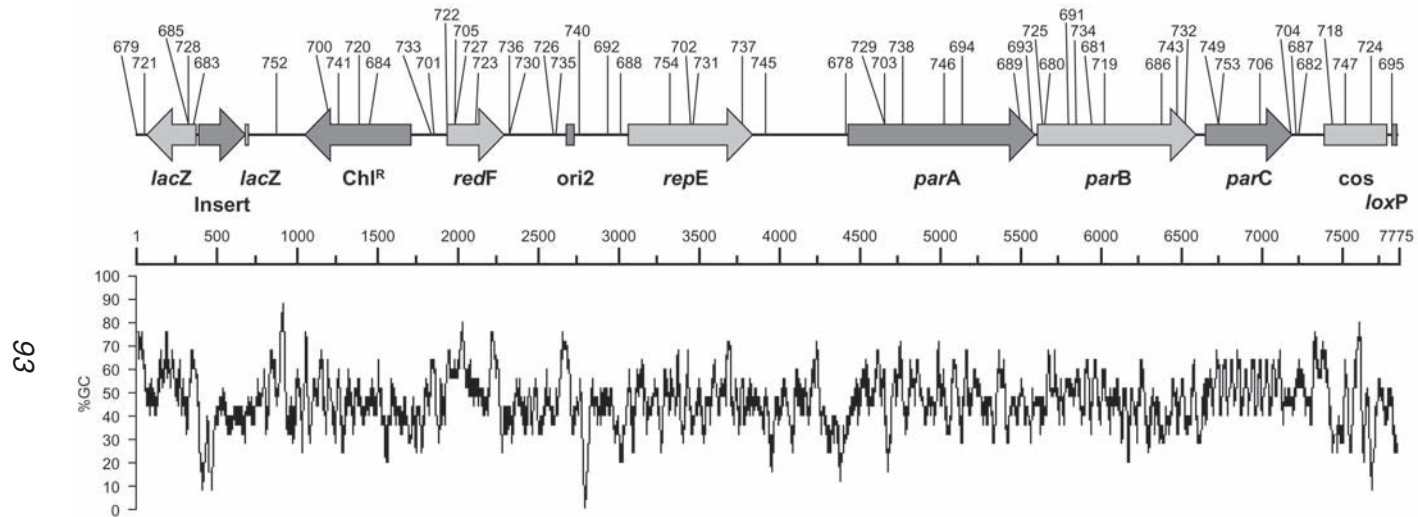 722 691
685 705 740 725 734 732 704 718
679 728 700 720 733 727 736 726 692 702 737 729 738 694 693 681 743 749 687 724
721 683 752 741 684 701 723 730 735 688 754 731 745 678 703 746 689 680 719 686 753 706 682 747 695
lacZ lacZ Chlᴿ redF ori2 repE parA parB parC cos
Insert loxP
1 500 1000 1500 2000 2500 3000 3500 4000 4500 5000 5500 6000 6500 7000 7500 7775
100
90
80
70
60
50
40
30
20
10
0
%GC
93